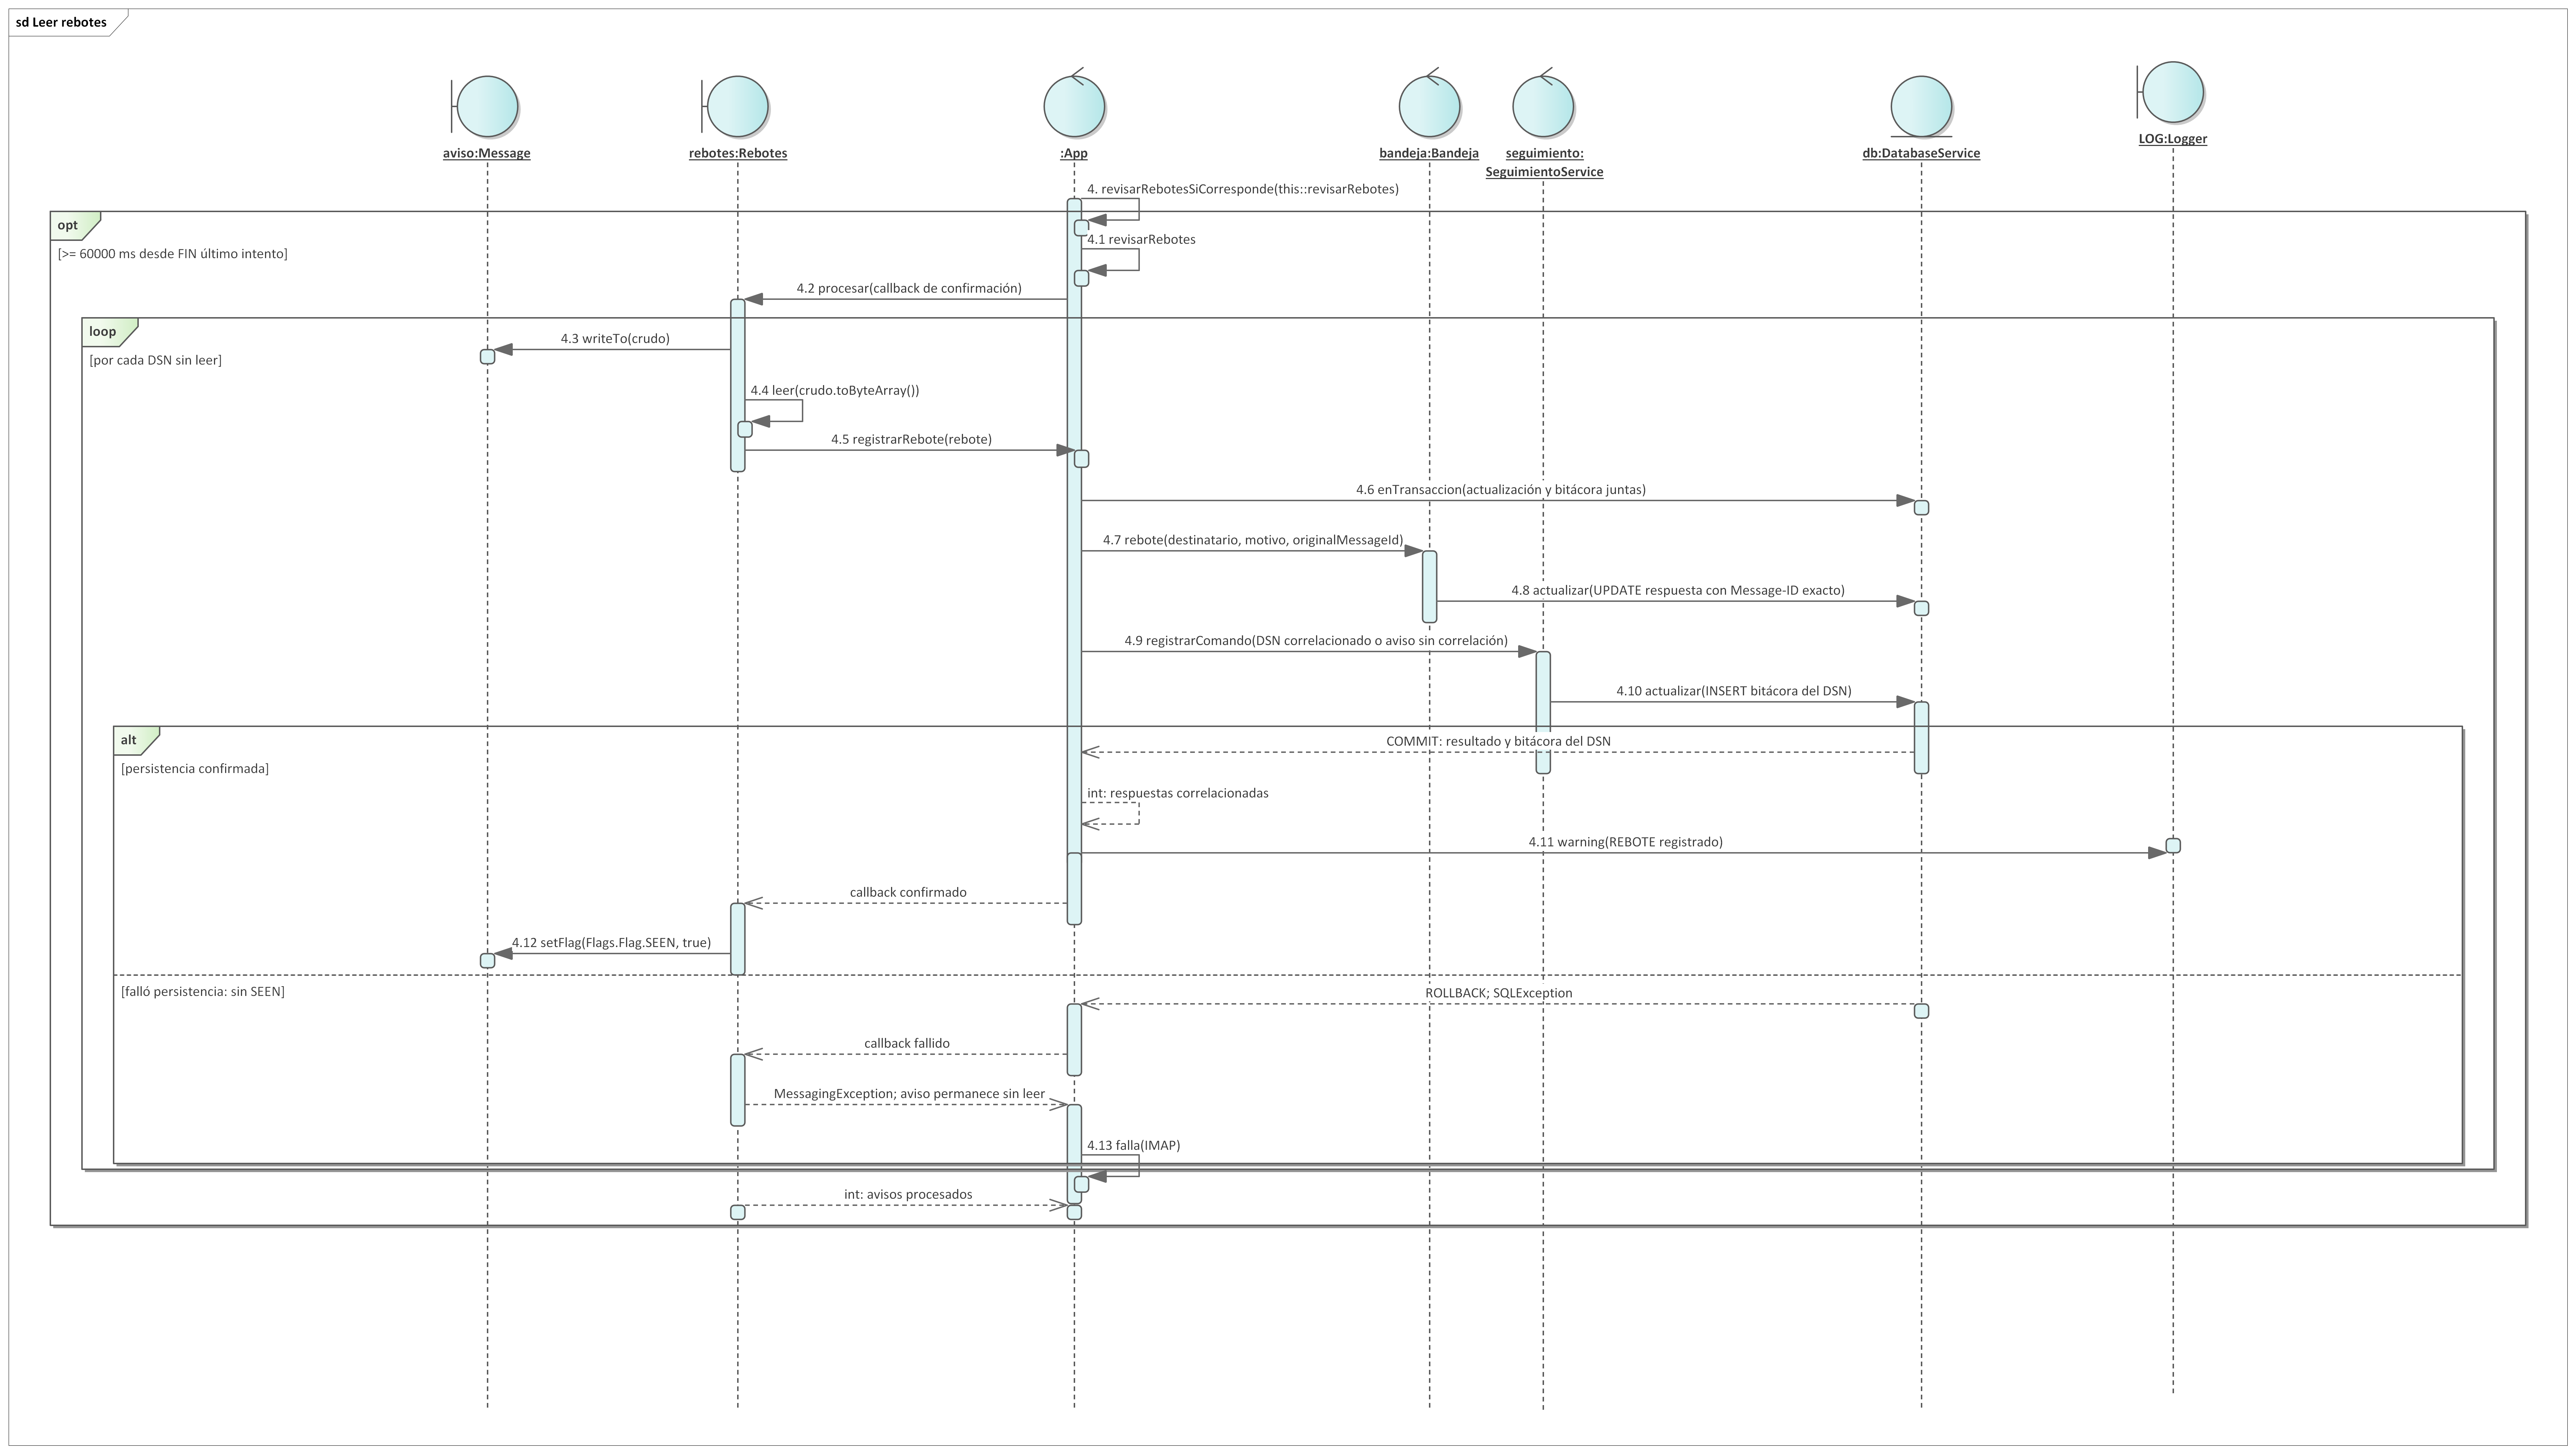 sd Leer rebotes
aviso:Message
rebotes:Rebotes
:App
bandeja:Bandeja
seguimiento:
SeguimientoService
db:DatabaseService
LOG:Logger
4. revisarRebotesSiCorresponde(this::revisarRebotes)
opt
[>= 60000 ms desde FIN último intento]
4.1 revisarRebotes
4.2 procesar(callback de confirmación)
loop
[por cada DSN sin leer]
4.3 writeTo(crudo)
4.4 leer(crudo.toByteArray())
4.5 registrarRebote(rebote)
4.6 enTransaccion(actualización y bitácora juntas)
4.7 rebote(destinatario, motivo, originalMessageId)
4.8 actualizar(UPDATE respuesta con Message-ID exacto)
4.9 registrarComando(DSN correlacionado o aviso sin correlación)
4.10 actualizar(INSERT bitácora del DSN)
alt
[persistencia confirmada]
COMMIT: resultado y bitácora del DSN
int: respuestas correlacionadas
4.11 warning(REBOTE registrado)
callback confirmado
4.12 setFlag(Flags.Flag.SEEN, true)
[falló persistencia: sin SEEN]
ROLLBACK; SQLException
callback fallido
MessagingException; aviso permanece sin leer
4.13 falla(IMAP)
int: avisos procesados